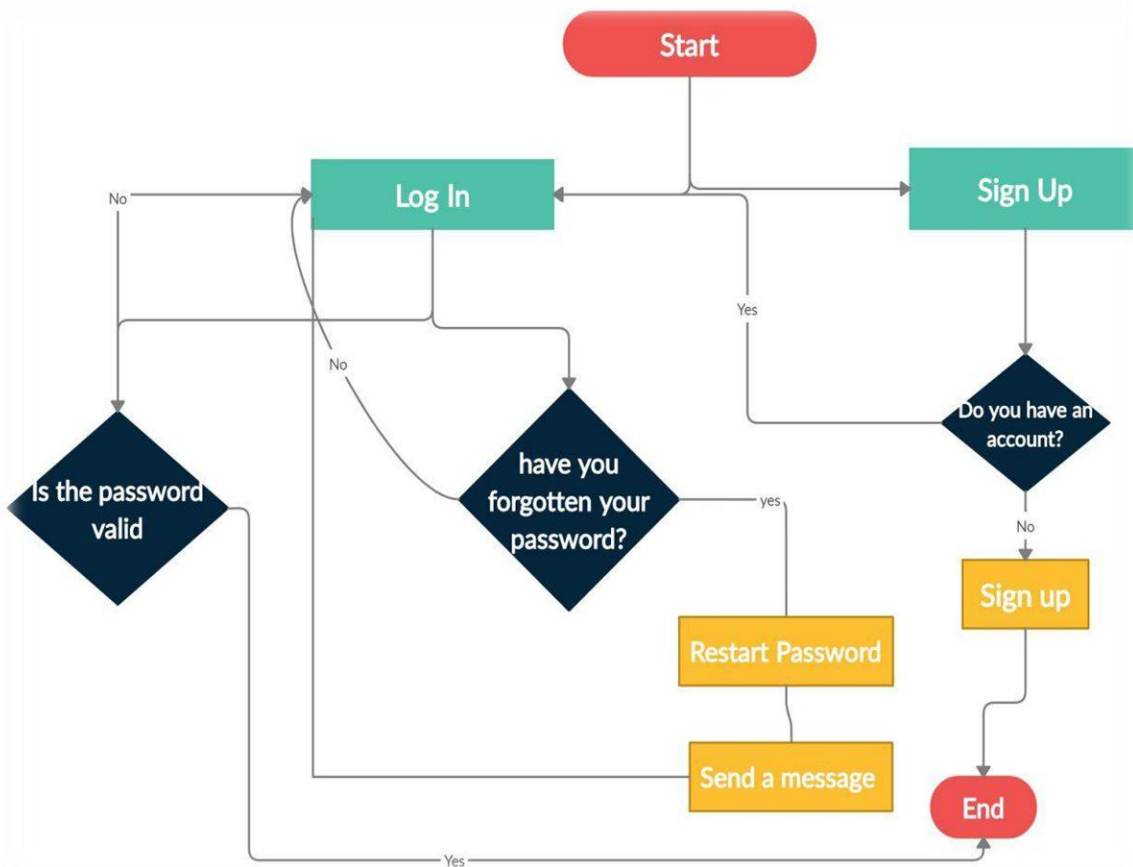 Start
Log In
Sign Up
No
Yes
No
Do you have an
account?
Is the password
valid
have you
forgotten your
password?
yes
No
Sign up
Restart Password
Send a message
End
Yes